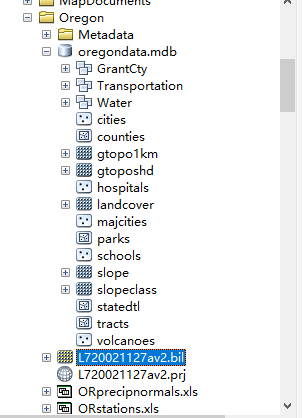 MapDocuments
Oregon
Metadata
oregondata.mdb
GrantCty
Transportation
Water
cities
counties
gtopo1km
gtoposhd
hospitals
landcover
majcities
parks
schools
slope
slopeclass
statedtl
tracts
volcanoes
L720021127av2.bil
L720021127av2.prj
ORprecipnormals.xls
ORstations.xls